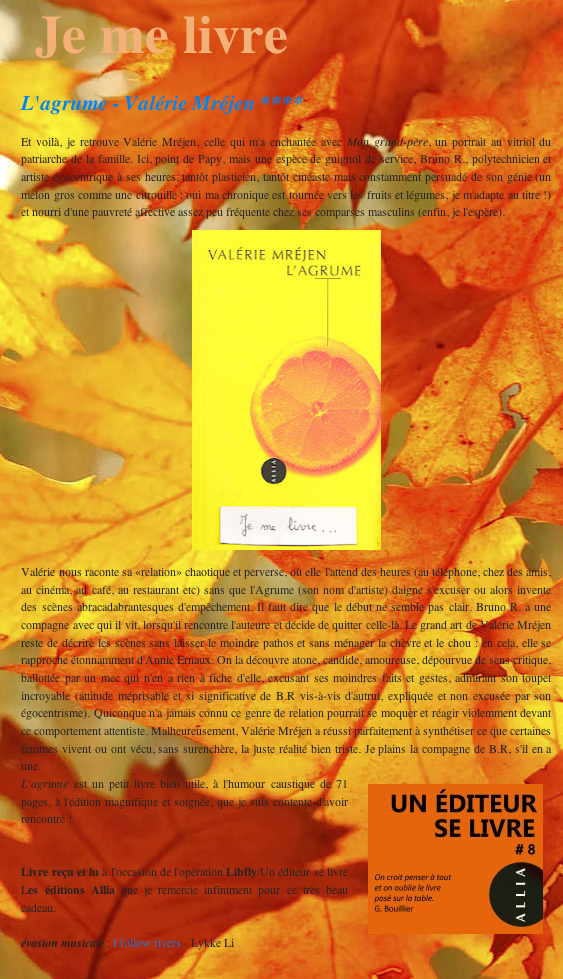 Je me livre
L'agrume - Valérie Mréjen ****
Et voilà, je retrouve Valérie Mréjen, celle qui m'a enchantée avec Mon grand-père, un portrait au vitriol du
patriarche de la famille. Ici, point de Papy, mais une espèce de guignol de service, Bruno R., polytechnicien et
artiste égocentrique à ses heures, tantôt plasticien, tantôt cinéaste mais constamment persuadé de son génie (un
melon gros comme une citrouille : oui ma chronique est tournée vers les fruits et légumes, je m'adapte au titre !)
et nourri d'une pauvreté affective assez peu fréquente chez ses comparses masculins (enfin, je l'espère).
VALÉRIE MRÉJEN
L'AGRUME
ALLIA
Je me livre...
Valérie nous raconte sa «relation» chaotique et perverse, où elle l'attend des heures (au téléphone, chez des amis,
au cinéma, au café, au restaurant etc) sans que l'Agrume (son nom d'artiste) daigne s'excuser ou alors invente
des scènes abracadabrantesques d'empêchement. Il faut dire que le début ne semble pas clair. Bruno R. a une
compagne avec qui il vit, lorsqu'il rencontre l'auteure et décide de quitter celle-là. Le grand art de Valérie Mréjen
reste de décrire les scènes sans laisser le moindre pathos et sans ménager la chèvre et le chou : en cela, elle se
rapproche étonnamment d'Annie Ernaux. On la découvre atone, candide, amoureuse, dépourvue de sens critique,
ballottée par un mec qui n'en a rien à fiche d'elle, excusant ses moindres faits et gestes, admirant son toupet
incroyable (attitude méprisable et si significative de B.R vis-à-vis d'autrui, expliquée et non excusée par son
égocentrisme). Quiconque n'a jamais connu ce genre de relation pourrait se moquer et réagir violemment devant
ce comportement attentiste. Malheureusement, Valérie Mréjen a réussi parfaitement à synthétiser ce que certaines
femmes vivent ou ont vécu, sans surenchère, la juste réalité bien triste. Je plains la compagne de B.R, s'il en a
une.
L'agrume est un petit livre bien utile, à l'humour caustique de 71
pages, à l'édition magnifique et soignée, que je suis contente d'avoir
rencontré !
UN ÉDITEUR
SE LIVRE
# 8
On croit penser à tout
et on oublie le livre
posé sur la table.
G. Bouillier
ALLIA
Livre reçu et lu à l'occasion de l'opération Libfly/Un éditeur se livre
Les éditions Allia que je remercie infiniment pour ce très beau
cadeau.
évasion musicale : I follow rivers - Lykke Li